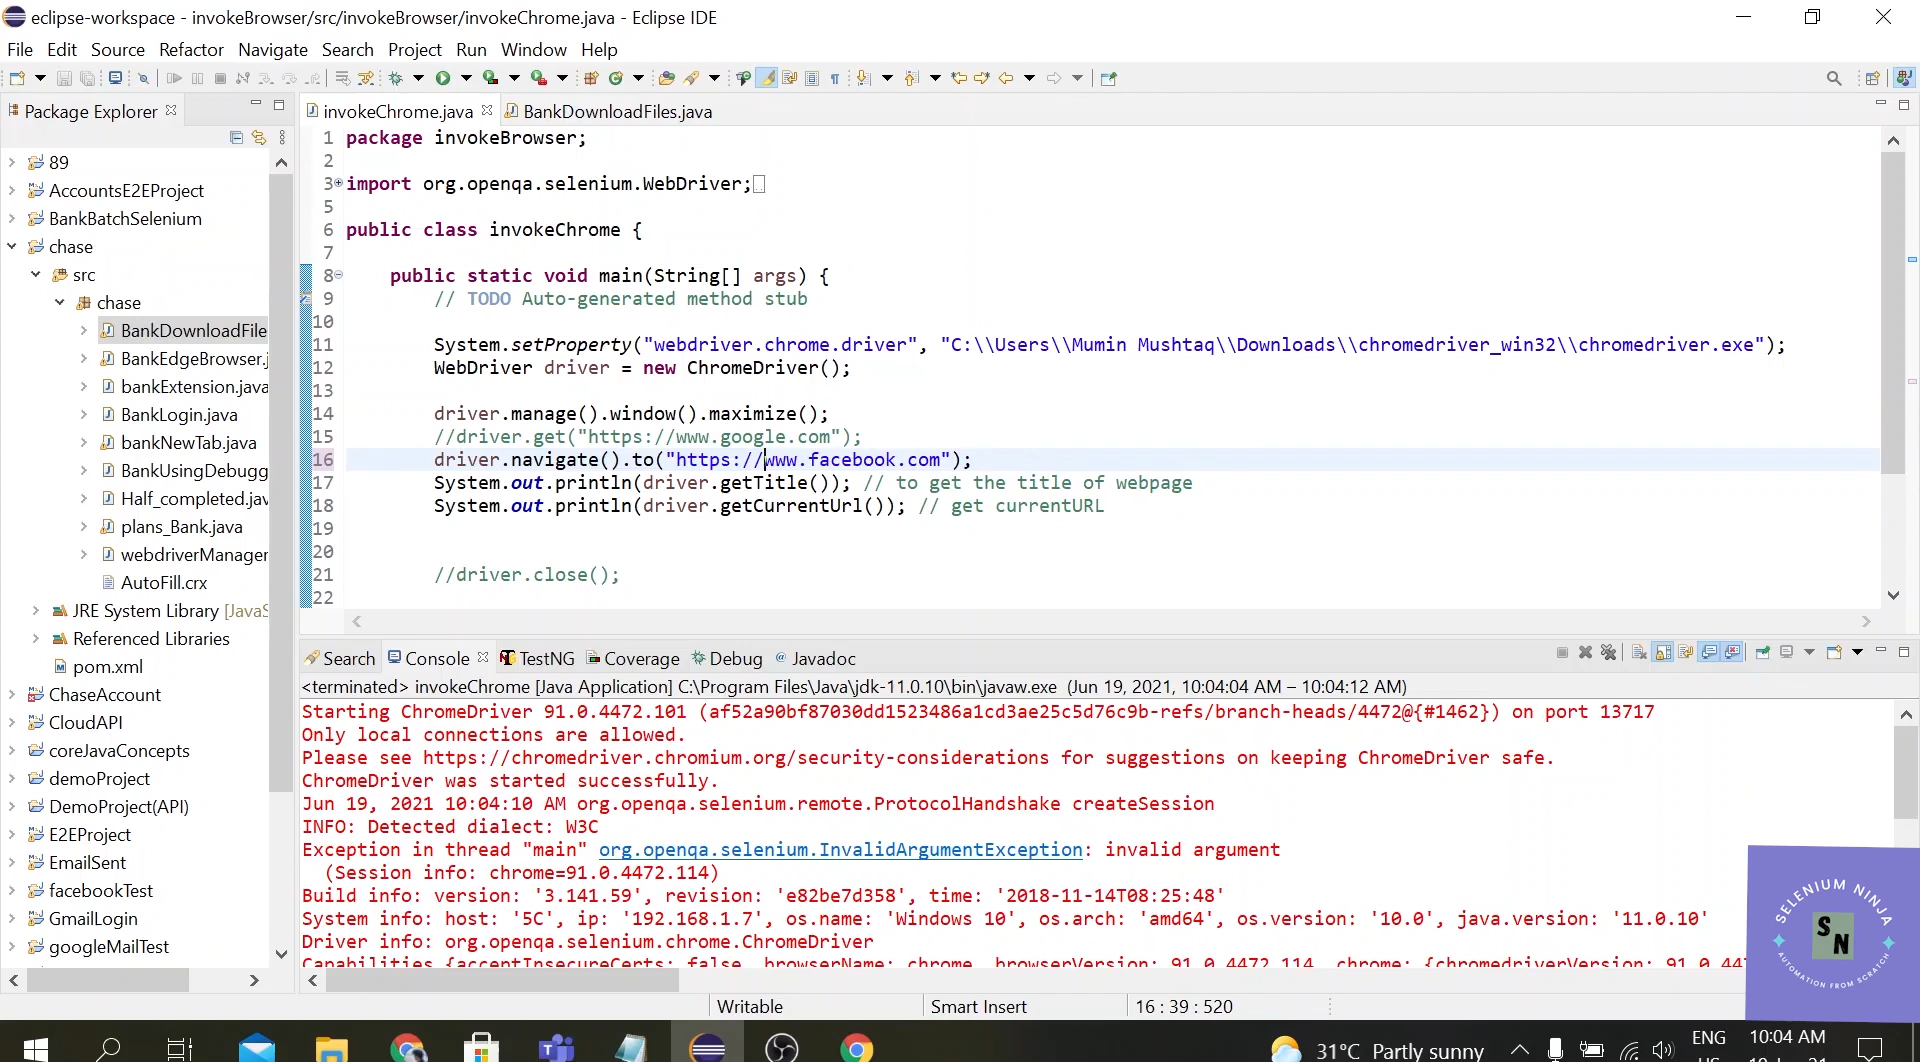 eclipse-workspace - invokeBrowser/src/invokeBrowser/invokeChrome.java - Eclipse IDE
File Edit Source Refactor Navigate Search Project Run Window Help
Package Explorer
invokeChrome.java
BankDownloadFiles.java
89
AccountsE2EProject
BankBatchSelenium
chase
src
chase
BankDownloadFile
BankEdgeBrowser.j
bankExtension.java
BankLogin.java
bankNewTab.java
BankUsingDebugg
Half_completed.jav
plans_Bank.java
webdriverManager
AutoFill.crx
JRE System Library [JavaS
Referenced Libraries
pom.xml
ChaseAccount
CloudAPI
coreJavaConcepts
demoProject
DemoProject(API)
E2EProject
EmailSent
facebookTest
GmailLogin
googleMailTest
1 package invokeBrowser;
2
3 import org.openqa.selenium.WebDriver;
5
6 public class invokeChrome {
7
8 public static void main(String[] args) {
9 // TODO Auto-generated method stub
10
11 System.setProperty("webdriver.chrome.driver", "C:\\Users\\Mumin Mushtaq\\Downloads\\chromedriver_win32\\chromedriver.exe");
12 WebDriver driver = new ChromeDriver();
13
14 driver.manage().window().maximize();
15 //driver.get("https://www.google.com");
16 driver.navigate().to("https://www.facebook.com");
17 System.out.println(driver.getTitle()); // to get the title of webpage
18 System.out.println(driver.getCurrentUrl()); // get currentURL
19
20
21 //driver.close();
22
Search Console TestNG Coverage Debug Javadoc
<terminated> invokeChrome [Java Application] C:\Program Files\Java\jdk-11.0.10\bin\javaw.exe (Jun 19, 2021, 10:04:04 AM – 10:04:12 AM)
Starting ChromeDriver 91.0.4472.101 (af52a90bf87030dd1523486a1cd3ae25c5d76c9b-refs/branch-heads/4472@{#1462}) on port 13717
Only local connections are allowed.
Please see https://chromedriver.chromium.org/security-considerations for suggestions on keeping ChromeDriver safe.
ChromeDriver was started successfully.
Jun 19, 2021 10:04:10 AM org.openqa.selenium.remote.ProtocolHandshake createSession
INFO: Detected dialect: W3C
Exception in thread "main" org.openqa.selenium.InvalidArgumentException: invalid argument
(Session info: chrome=91.0.4472.114)
Build info: version: '3.141.59', revision: 'e82be7d358', time: '2018-11-14T08:25:48'
System info: host: '5C', ip: '192.168.1.7', os.name: 'Windows 10', os.arch: 'amd64', os.version: '10.0', java.version: '11.0.10'
Driver info: org.openqa.selenium.chrome.ChromeDriver
Capabilities {acceptInsecureCerts: false, browserName: chrome, browserVersion: 91.0.4472.114, chrome: {chromedriverVersion: 91.0.447
SELENIUM NINJA
SN
AUTOMATION FROM SCRATCH
Writable Smart Insert 16 : 39 : 520
31°C Partly sunny
ENG
10:04 AM